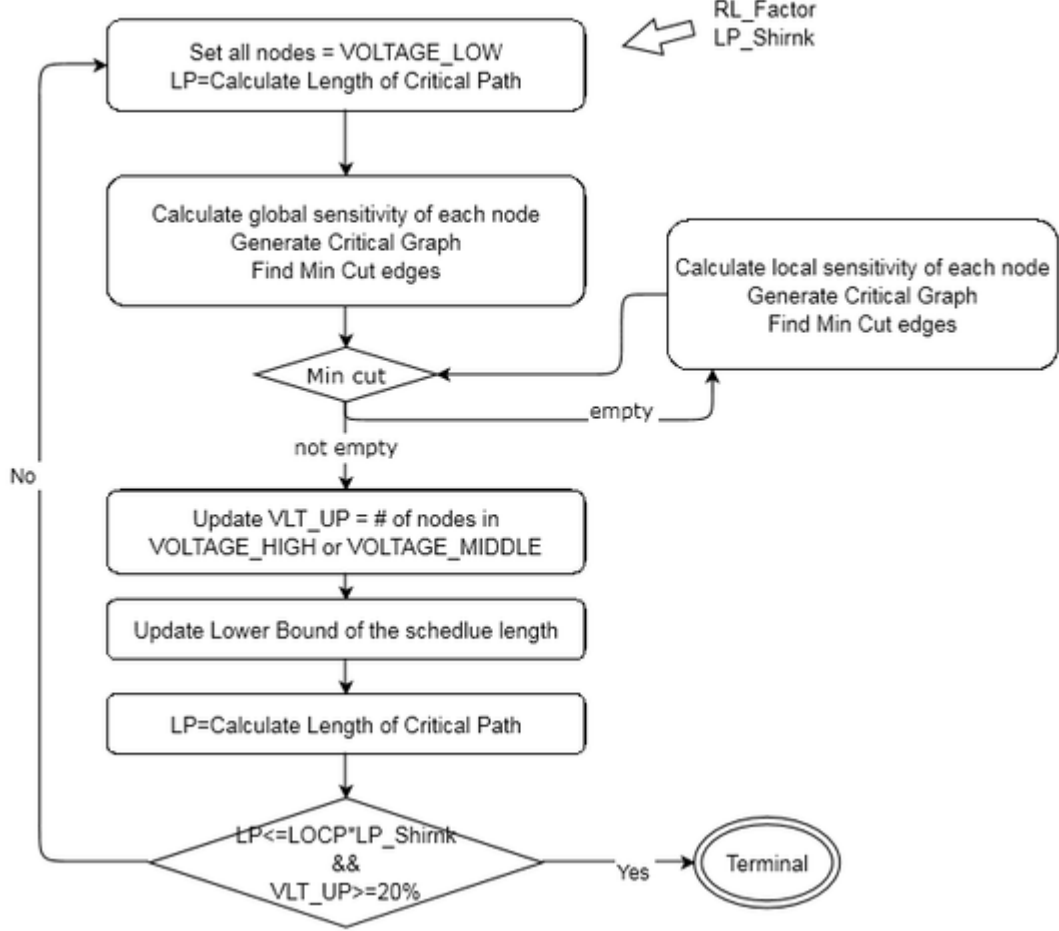 RL_Factor
LP_Shirnk
Set all nodes = VOLTAGE_LOW
LP=Calculate Length of Critical Path
Calculate global sensitivity of each node
Generate Critical Graph
Find Min Cut edges
Calculate local sensitivity of each node
Generate Critical Graph
Find Min Cut edges
Min cut
empty
not empty
No
Update VLT_UP = # of nodes in
VOLTAGE_HIGH or VOLTAGE_MIDDLE
Update Lower Bound of the schedlue length
LP=Calculate Length of Critical Path
LP<=LOCP*LP_Shirnk
&&
VLT_UP>=20%
Yes
Terminal